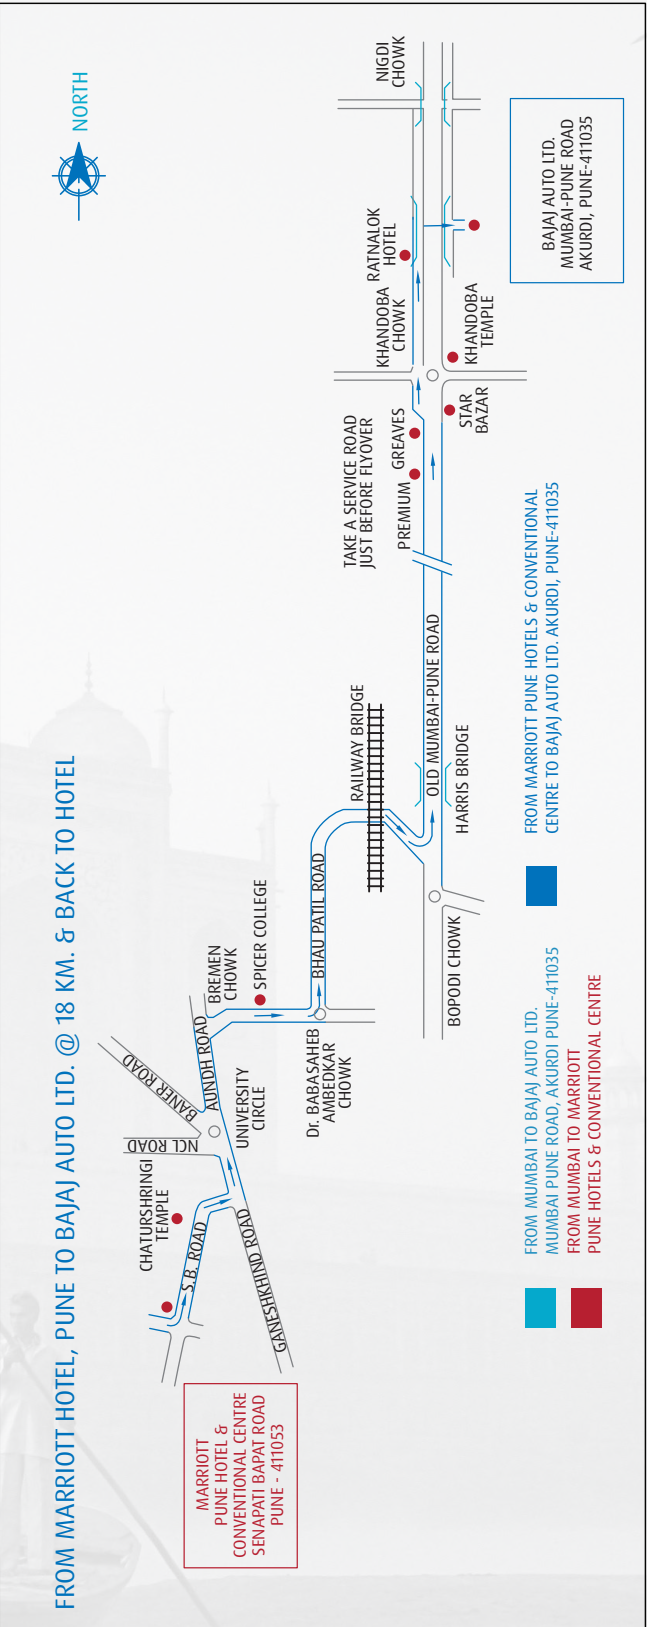 FROM MARRIOTT HOTEL, PUNE TO BAJAJ AUTO LTD. @ 18 KM. & BACK TO HOTEL
NORTH
MARRIOTT
PUNE HOTEL &
CONVENTIONAL CENTRE
SENAPATI BAPAT ROAD
PUNE - 411053
CHATURSHRINGI
TEMPLE
S.B. ROAD
GANESHKHIND ROAD
NCL ROAD
BANER ROAD
AUNDH ROAD
UNIVERSITY
CIRCLE
BREMEN
CHOWK
SPICER COLLEGE
Dr. BABASAHEB
AMBEDKAR
CHOWK
BHAU PATIL ROAD
RAILWAY BRIDGE
BOPODI CHOWK
HARRIS BRIDGE
OLD MUMBAI-PUNE ROAD
TAKE A SERVICE ROAD
JUST BEFORE FLYOVER
PREMIUM
GREAVES
STAR
BAZAR
KHANDOBA
CHOWK
KHANDOBA
TEMPLE
RATNALOK
HOTEL
NIGDI
CHOWK
BAJAJ AUTO LTD.
MUMBAI-PUNE ROAD
AKURDI, PUNE-411035
FROM MUMBAI TO BAJAJ AUTO LTD.
MUMBAI PUNE ROAD, AKURDI PUNE-411035
FROM MUMBAI TO MARRIOTT
PUNE HOTELS & CONVENTIONAL CENTRE
FROM MARRIOTT PUNE HOTELS & CONVENTIONAL
CENTRE TO BAJAJ AUTO LTD. AKURDI, PUNE-411035